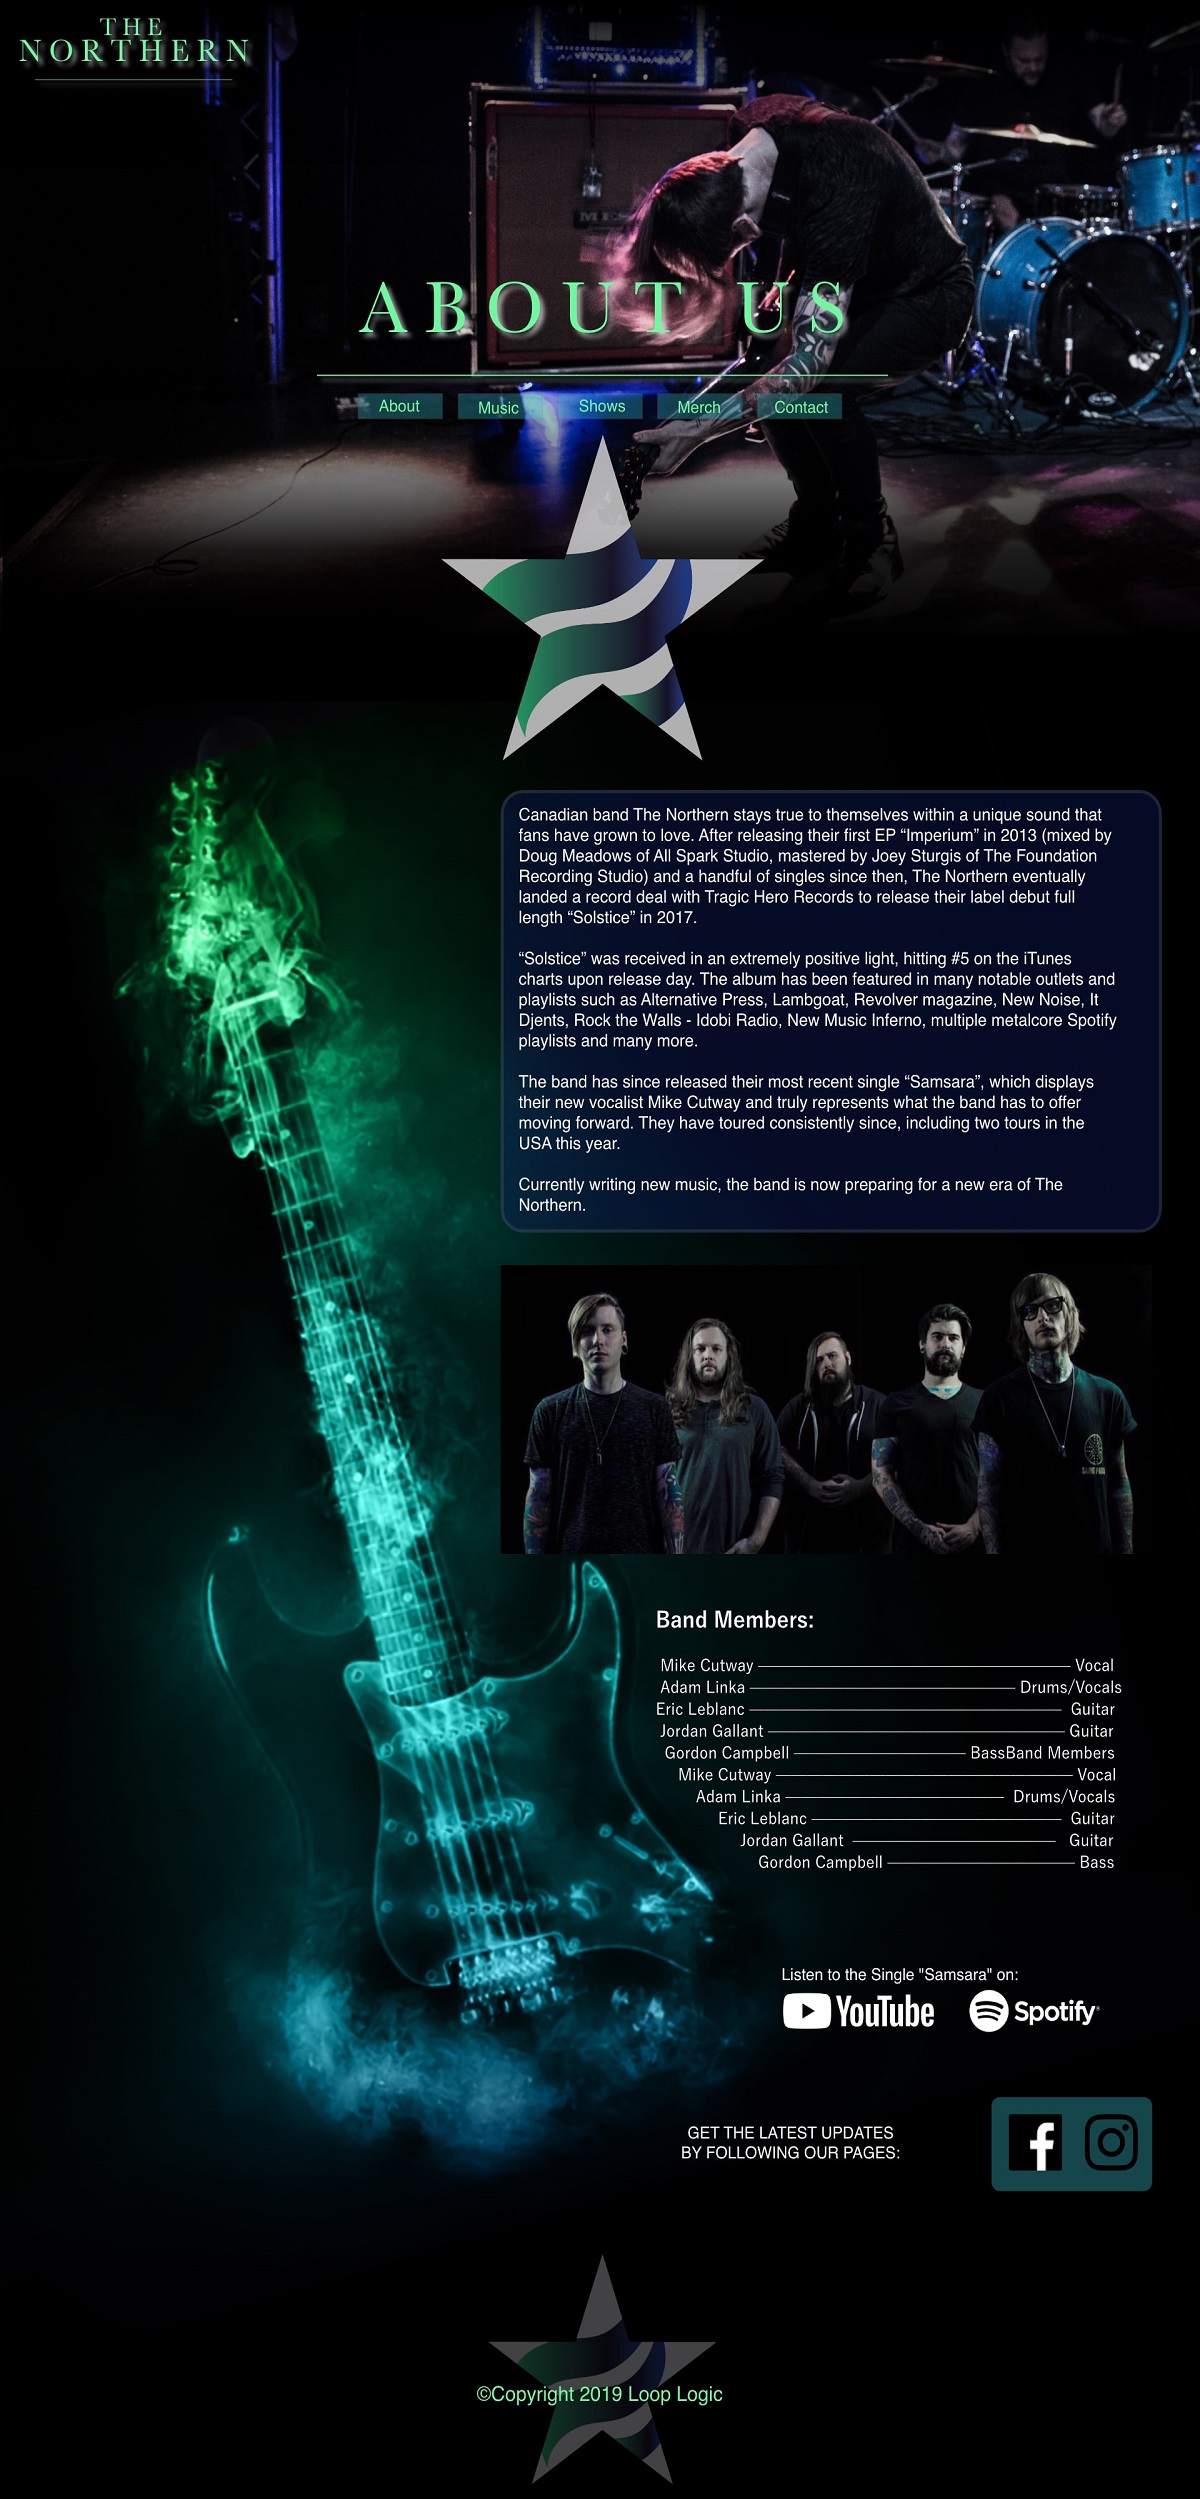 THE
NORTHERN
ABOUT US
About Music Shows Merch Contact
Canadian band The Northern stays true to themselves within a unique sound that
fans have grown to love. After releasing their first EP “Imperium” in 2013 (mixed by
Doug Meadows of All Spark Studio, mastered by Joey Sturgis of The Foundation
Recording Studio) and a handful of singles since then, The Northern eventually
landed a record deal with Tragic Hero Records to release their label debut full
length “Solstice” in 2017.
“Solstice” was received in an extremely positive light, hitting #5 on the iTunes
charts upon release day. The album has been featured in many notable outlets and
playlists such as Alternative Press, Lambgoat, Revolver magazine, New Noise, It
Djents, Rock the Walls - Idobi Radio, New Music Inferno, multiple metalcore Spotify
playlists and many more.
The band has since released their most recent single “Samsara”, which displays
their new vocalist Mike Cutway and truly represents what the band has to offer
moving forward. They have toured consistently since, including two tours in the
USA this year.
Currently writing new music, the band is now preparing for a new era of The
Northern.
Band Members:
Mike Cutway Vocal
Adam Linka Drums/Vocals
Eric Leblanc Guitar
Jordan Gallant Guitar
Gordon Campbell BassBand Members
Mike Cutway Vocal
Adam Linka Drums/Vocals
Eric Leblanc Guitar
Jordan Gallant Guitar
Gordon Campbell Bass
Listen to the Single "Samsara" on:
YouTube Spotify
GET THE LATEST UPDATES
BY FOLLOWING OUR PAGES:
©Copyright 2019 Loop Logic